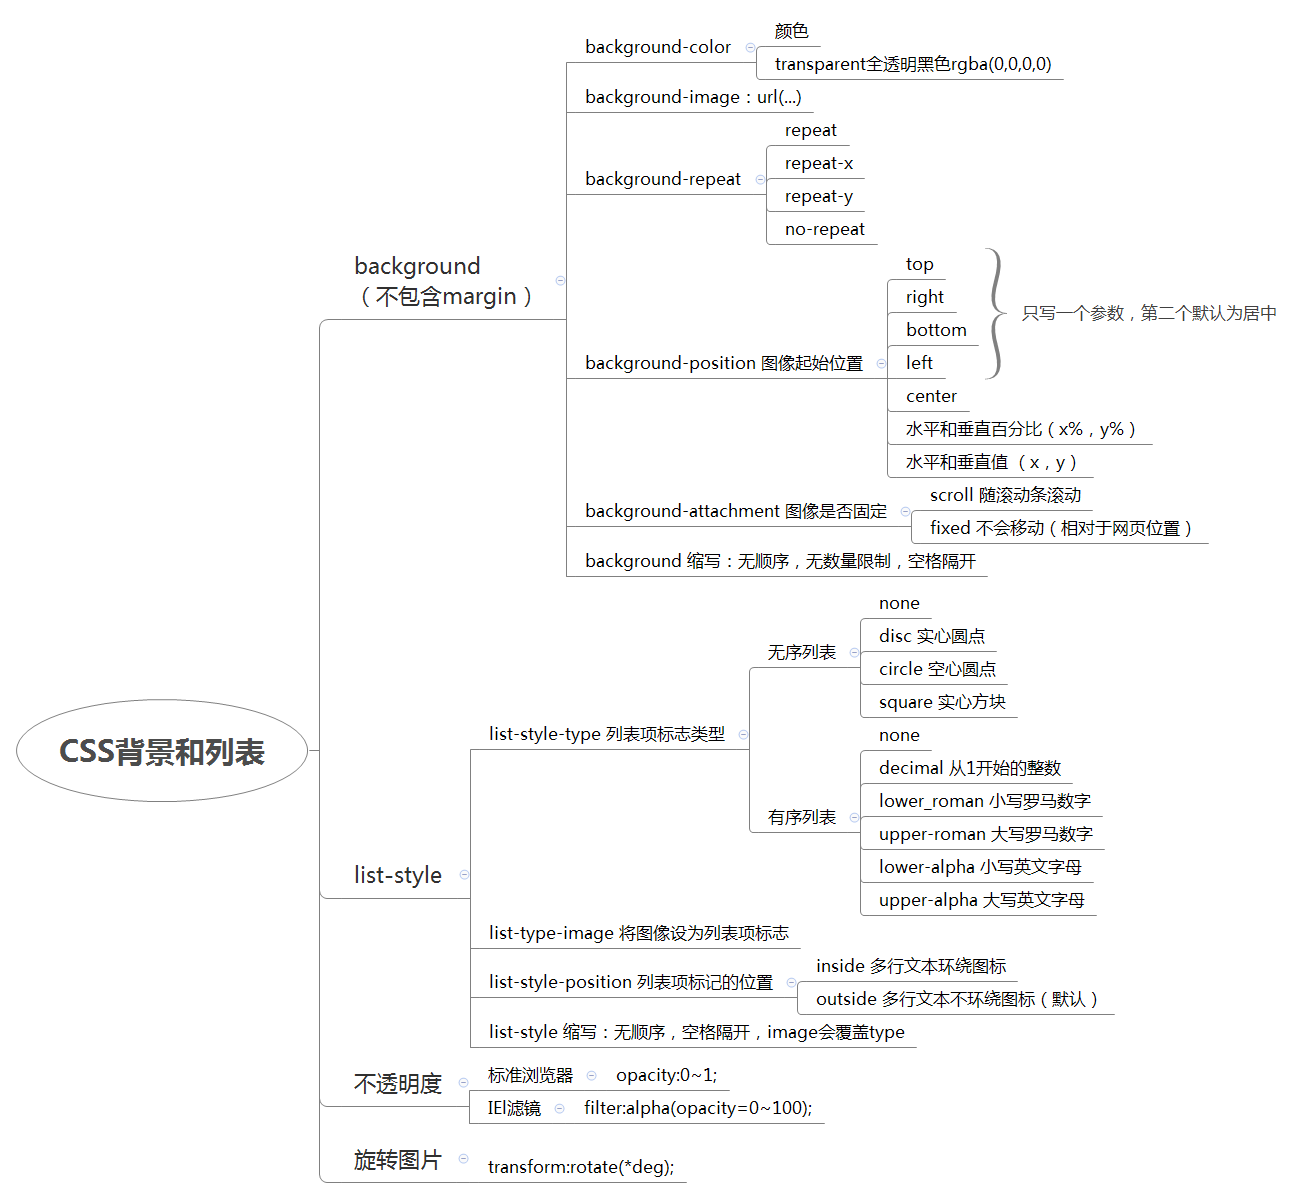 CSS背景和列表
background
（不包含margin）
background-color
颜色
transparent全透明黑色rgba(0,0,0,0)
background-image：url(...)
background-repeat
repeat
repeat-x
repeat-y
no-repeat
background-position 图像起始位置
top
right
bottom
left
只写一个参数，第二个默认为居中
center
水平和垂直百分比（x%，y%）
水平和垂直值 （x，y）
background-attachment 图像是否固定
scroll 随滚动条滚动
fixed 不会移动（相对于网页位置）
background 缩写：无顺序，无数量限制，空格隔开
list-style
list-style-type 列表项标志类型
无序列表
none
disc 实心圆点
circle 空心圆点
square 实心方块
有序列表
none
decimal 从1开始的整数
lower_roman 小写罗马数字
upper-roman 大写罗马数字
lower-alpha 小写英文字母
upper-alpha 大写英文字母
list-type-image 将图像设为列表项标志
list-style-position 列表项标记的位置
inside 多行文本环绕图标
outside 多行文本不环绕图标（默认）
list-style 缩写：无顺序，空格隔开，image会覆盖type
不透明度
标准浏览器
opacity:0~1;
IEl滤镜
filter:alpha(opacity=0~100);
旋转图片
transform:rotate(*deg);